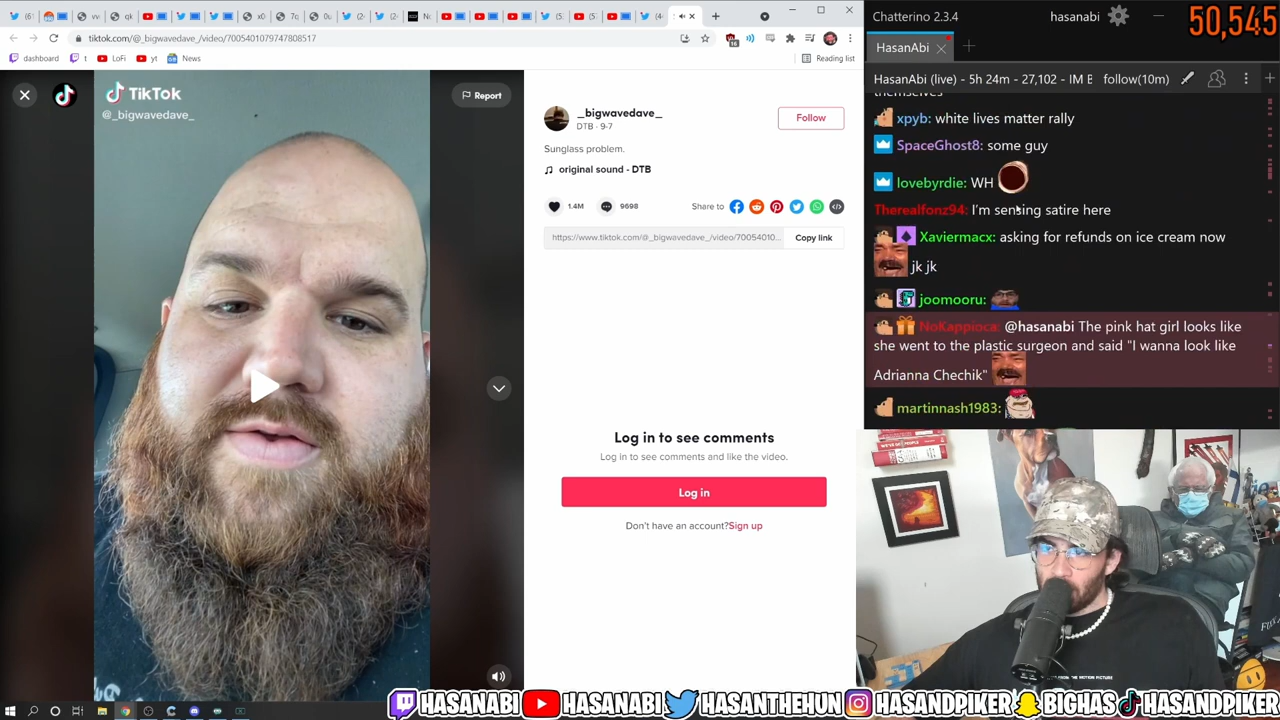 tiktok.com/@_bigwavedave_/video/7005401079747808517
dashboard
t
LoFi
yt
News
Reading list
TikTok
@_bigwavedave_
Report
_bigwavedave_
DTB · 9-7
Follow
Sunglass problem.
original sound - DTB
1.4M
9698
Share to
https://www.tiktok.com/@_bigwavedave_/video/70054010...
Copy link
Log in to see comments
Log in to see comments and like the video.
Log in
Don't have an account?Sign up
Chatterino 2.3.4
hasanabi
50,545
HasanAbi
HasanAbi (live) - 5h 24m - 27,102 - IM B
follow(10m)
themselves
xpyb: white lives matter rally
SpaceGhost8: some guy
lovebyrdie: WH
Therealfonz94: I'm sensing satire here
Xaviermacx: asking for refunds on ice cream now
jk jk
joomooru:
NoKappioca: @hasanabi The pink hat girl looks like
she went to the plastic surgeon and said "I wanna look like
Adrianna Chechik"
martinnash1983:
HASANABI
HASANABI
HASANTHEHUN
HASANDPIKER
BIGHAS
HASANDPIKER